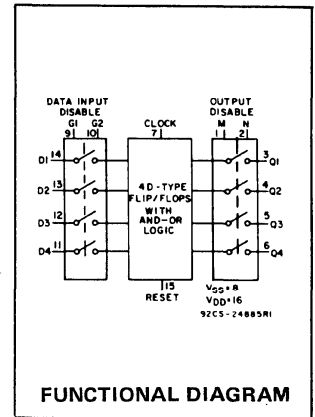 DATA INPUT
DISABLE
G1 G2
9 10
CLOCK
7
OUTPUT
DISABLE
M N
1 2
D1 14
D2 13
D3 12
D4 11
4D-TYPE
FLIP/FLOPS
WITH
AND-OR
LOGIC
3 Q1
4 Q2
5 Q3
6 Q4
15
RESET
VSS=8
VDD=16
92CS-24885R1
FUNCTIONAL DIAGRAM